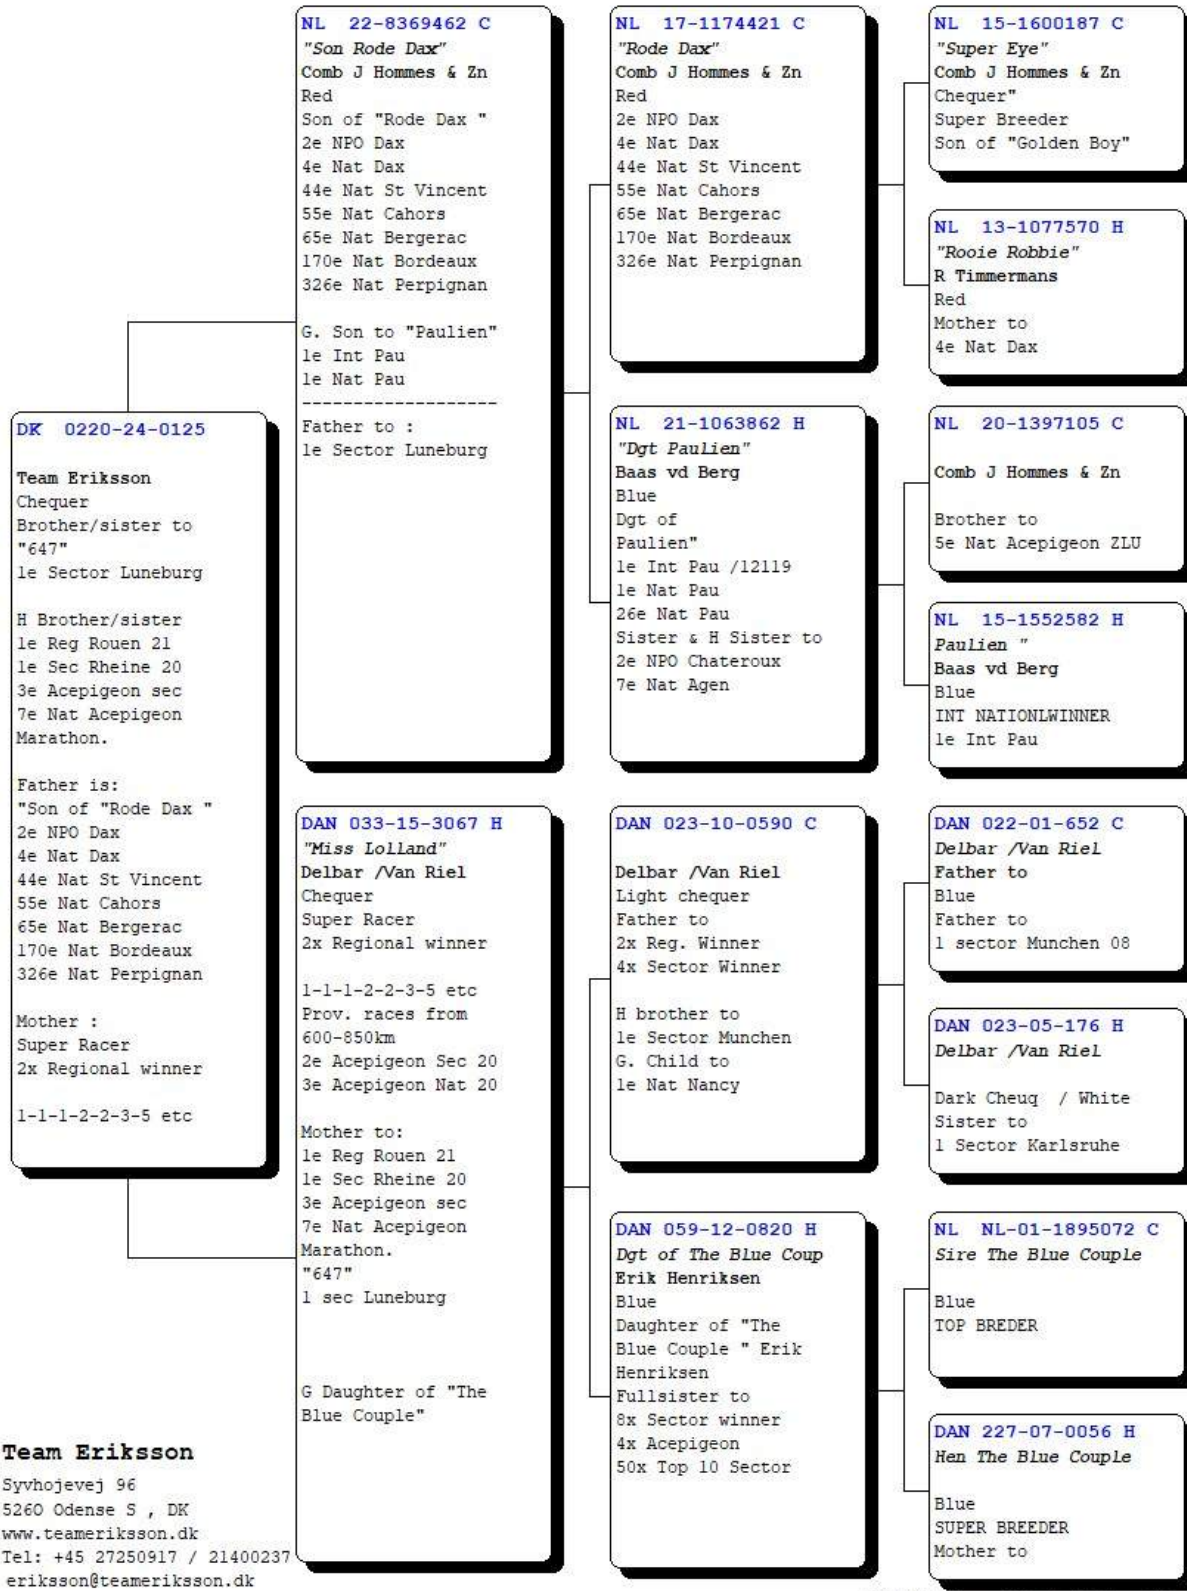 DK 0220-24-0125
Team Eriksson
Chequer
Brother/sister to
"647"
1e Sector Luneburg
H Brother/sister
1e Reg Rouen 21
1e Sec Rheine 20
3e Acepigeon sec
7e Nat Acepigeon
Marathon.
Father is:
"Son of "Rode Dax "
2e NPO Dax
4e Nat Dax
44e Nat St Vincent
55e Nat Cahors
65e Nat Bergerac
170e Nat Bordeaux
326e Nat Perpignan
Mother :
Super Racer
2x Regional winner
1-1-1-2-2-3-5 etc
NL 22-8369462 C
"Son Rode Dax"
Comb J Hommes & Zn
Red
Son of "Rode Dax "
2e NPO Dax
4e Nat Dax
44e Nat St Vincent
55e Nat Cahors
65e Nat Bergerac
170e Nat Bordeaux
326e Nat Perpignan
G. Son to "Paulien"
1e Int Pau
1e Nat Pau
-------------------
Father to :
1e Sector Luneburg
DAN 033-15-3067 H
"Miss Lolland"
Delbar /Van Riel
Chequer
Super Racer
2x Regional winner
1-1-1-2-2-3-5 etc
Prov. races from
600-850km
2e Acepigeon Sec 20
3e Acepigeon Nat 20
Mother to:
1e Reg Rouen 21
1e Sec Rheine 20
3e Acepigeon sec
7e Nat Acepigeon
Marathon.
"647"
1 sec Luneburg
G Daughter of "The
Blue Couple"
NL 17-1174421 C
"Rode Dax"
Comb J Hommes & Zn
Red
2e NPO Dax
4e Nat Dax
44e Nat St Vincent
55e Nat Cahors
65e Nat Bergerac
170e Nat Bordeaux
326e Nat Perpignan
NL 21-1063862 H
"Dgt Paulien"
Baas vd Berg
Blue
Dgt of
Paulien"
1e Int Pau /12119
1e Nat Pau
26e Nat Pau
Sister & H Sister to
2e NPO Chateroux
7e Nat Agen
DAN 023-10-0590 C
Delbar /Van Riel
Light chequer
Father to
2x Reg. Winner
4x Sector Winner
H brother to
1e Sector Munchen
G. Child to
1e Nat Nancy
DAN 059-12-0820 H
Dgt of The Blue Coup
Erik Henriksen
Blue
Daughter of "The
Blue Couple " Erik
Henriksen
Fullsister to
8x Sector winner
4x Acepigeon
50x Top 10 Sector
NL 15-1600187 C
"Super Eye"
Comb J Hommes & Zn
Chequer"
Super Breeder
Son of "Golden Boy"
NL 13-1077570 H
"Rooie Robbie"
R Timmermans
Red
Mother to
4e Nat Dax
NL 20-1397105 C
Comb J Hommes & Zn
Brother to
5e Nat Acepigeon ZLU
NL 15-1552582 H
Paulien "
Baas vd Berg
Blue
INT NATIONLWINNER
1e Int Pau
DAN 022-01-652 C
Delbar /Van Riel
Father to
Blue
Father to
1 sector Munchen 08
DAN 023-05-176 H
Delbar /Van Riel
Dark Cheuq / White
Sister to
1 Sector Karlsruhe
NL NL-01-1895072 C
Sire The Blue Couple
Blue
TOP BREDER
DAN 227-07-0056 H
Hen The Blue Couple
Blue
SUPER BREEDER
Mother to
Team Eriksson
Syvhojevej 96
5260 Odense S , DK
www.teameriksson.dk
Tel: +45 27250917 / 21400237
eriksson@teameriksson.dk